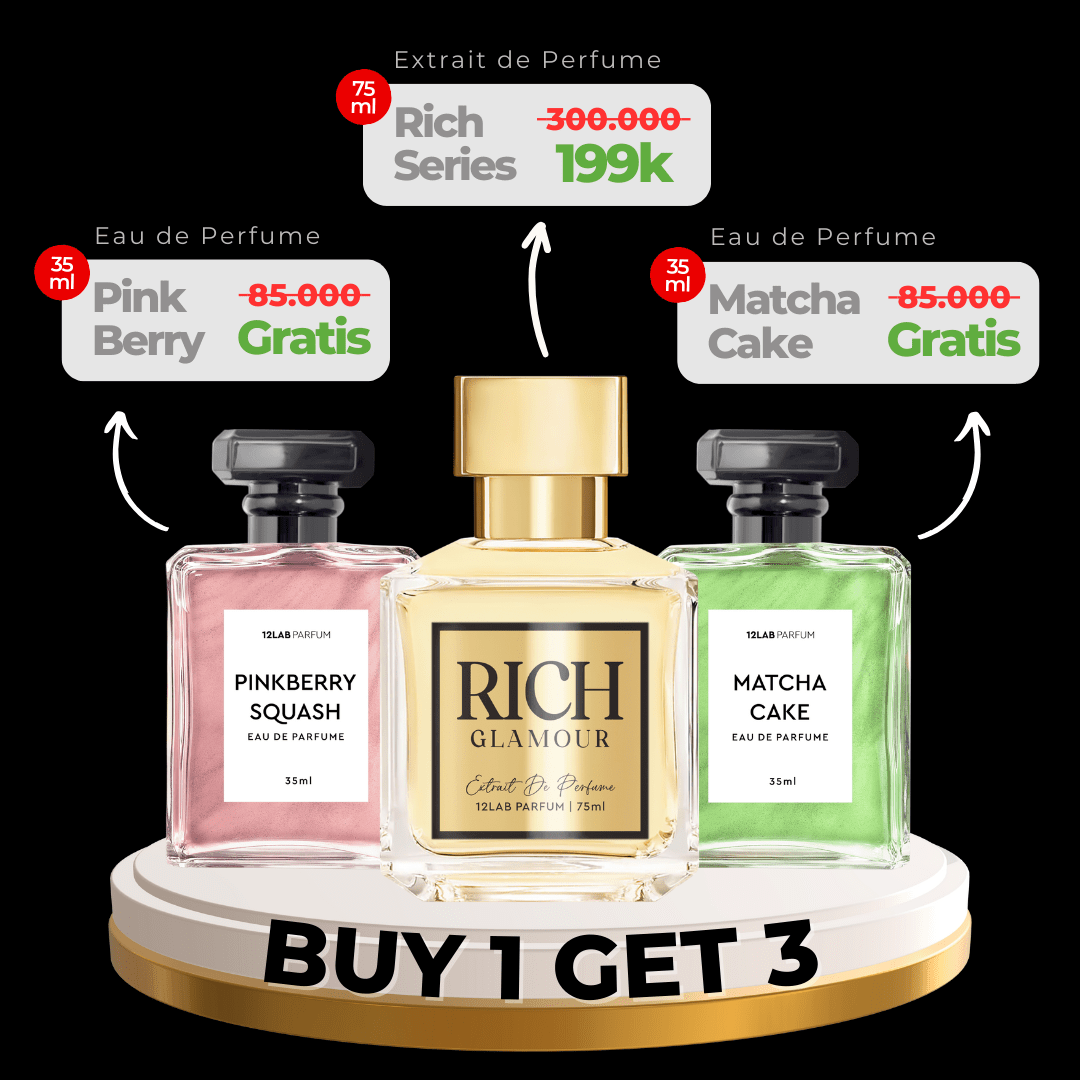 Extrait de Perfume
75
ml
Rich
Series
300.000
199k
Eau de Perfume
35
ml
Pink
Berry
85.000
Gratis
Eau de Perfume
35
ml
Matcha
Cake
85.000
Gratis
12LAB PARFUM
PINKBERRY
SQUASH
EAU DE PARFUME
35ml
RICH
GLAMOUR
Extrait De Perfume
12LAB PARFUM | 75ml
12LAB PARFUM
MATCHA
CAKE
EAU DE PARFUME
35ml
BUY 1 GET 3